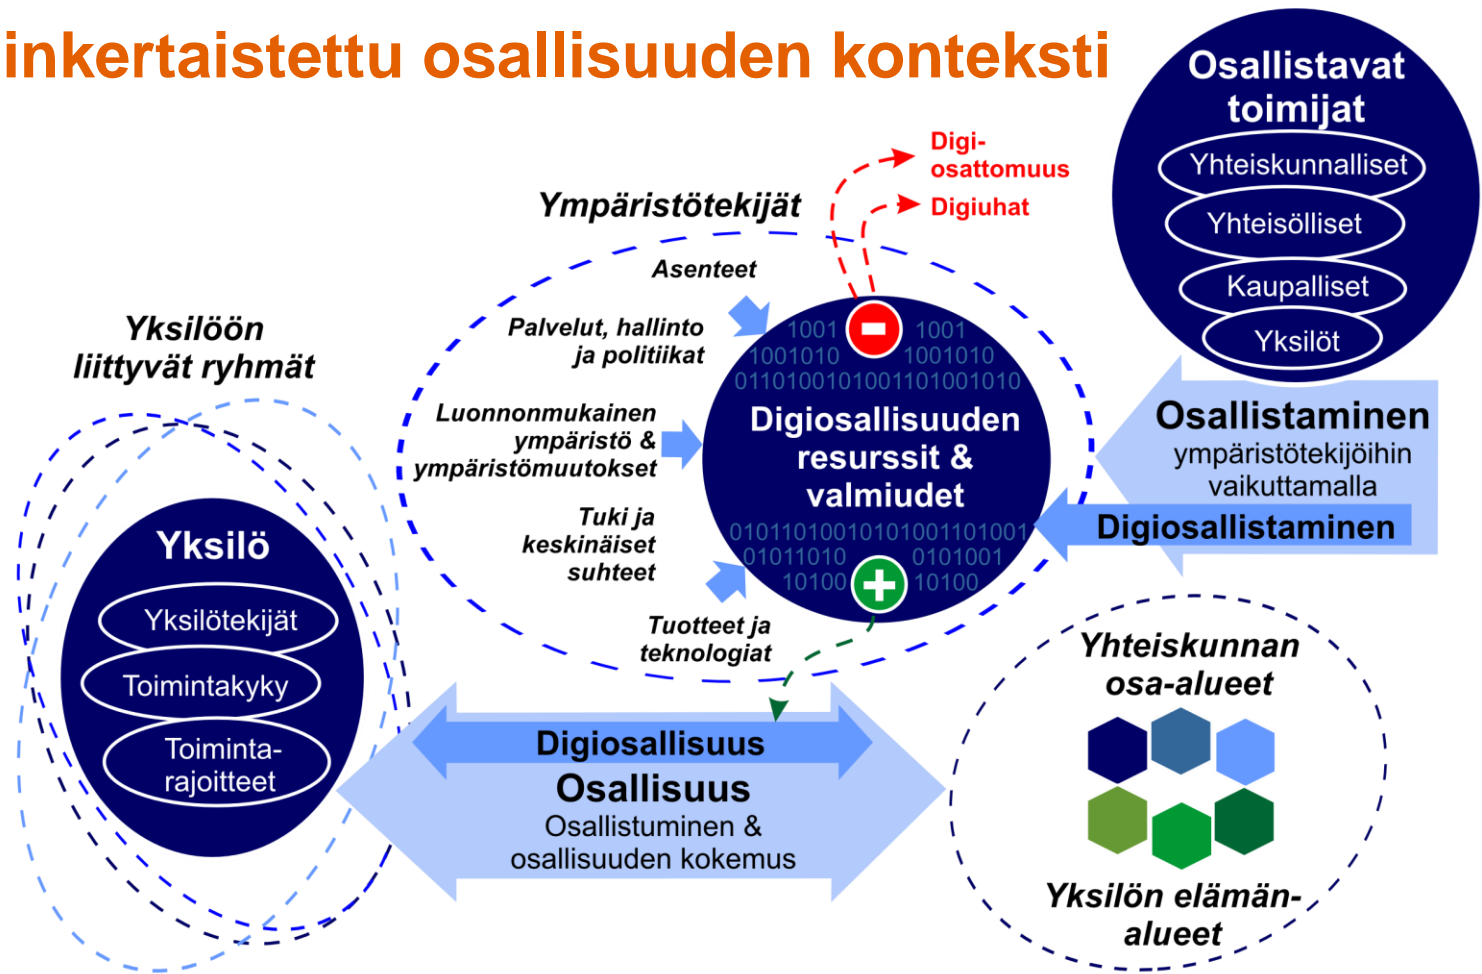 inkertaistettu osallisuuden konteksti
Osallistavat
toimijat
Yhteiskunnalliset
Yhteisölliset
Kaupalliset
Yksilöt
Digi-
osattomuus
Digiuhat
Ympäristötekijät
Asenteet
Palvelut, hallinto
ja politiikat
Luonnonmukainen
ympäristö &
ympäristömuutokset
Tuki ja
keskinäiset
suhteet
Tuotteet ja
teknologiat
1001 1001
1001010 1001010
0110100101001101001010
Digiosallisuuden
resurssit &
valmiudet
01011010010101001101001
01011010 0101001
10100 10100
Osallistaminen
ympäristötekijöihin
vaikuttamalla
Digiosallistaminen
Yksilöön
liittyvät ryhmät
Yksilö
Yksilötekijät
Toimintakyky
Toiminta-
rajoitteet
Digiosallisuus
Osallisuus
Osallistuminen &
osallisuuden kokemus
Yhteiskunnan
osa-alueet
Yksilön elämän-
alueet